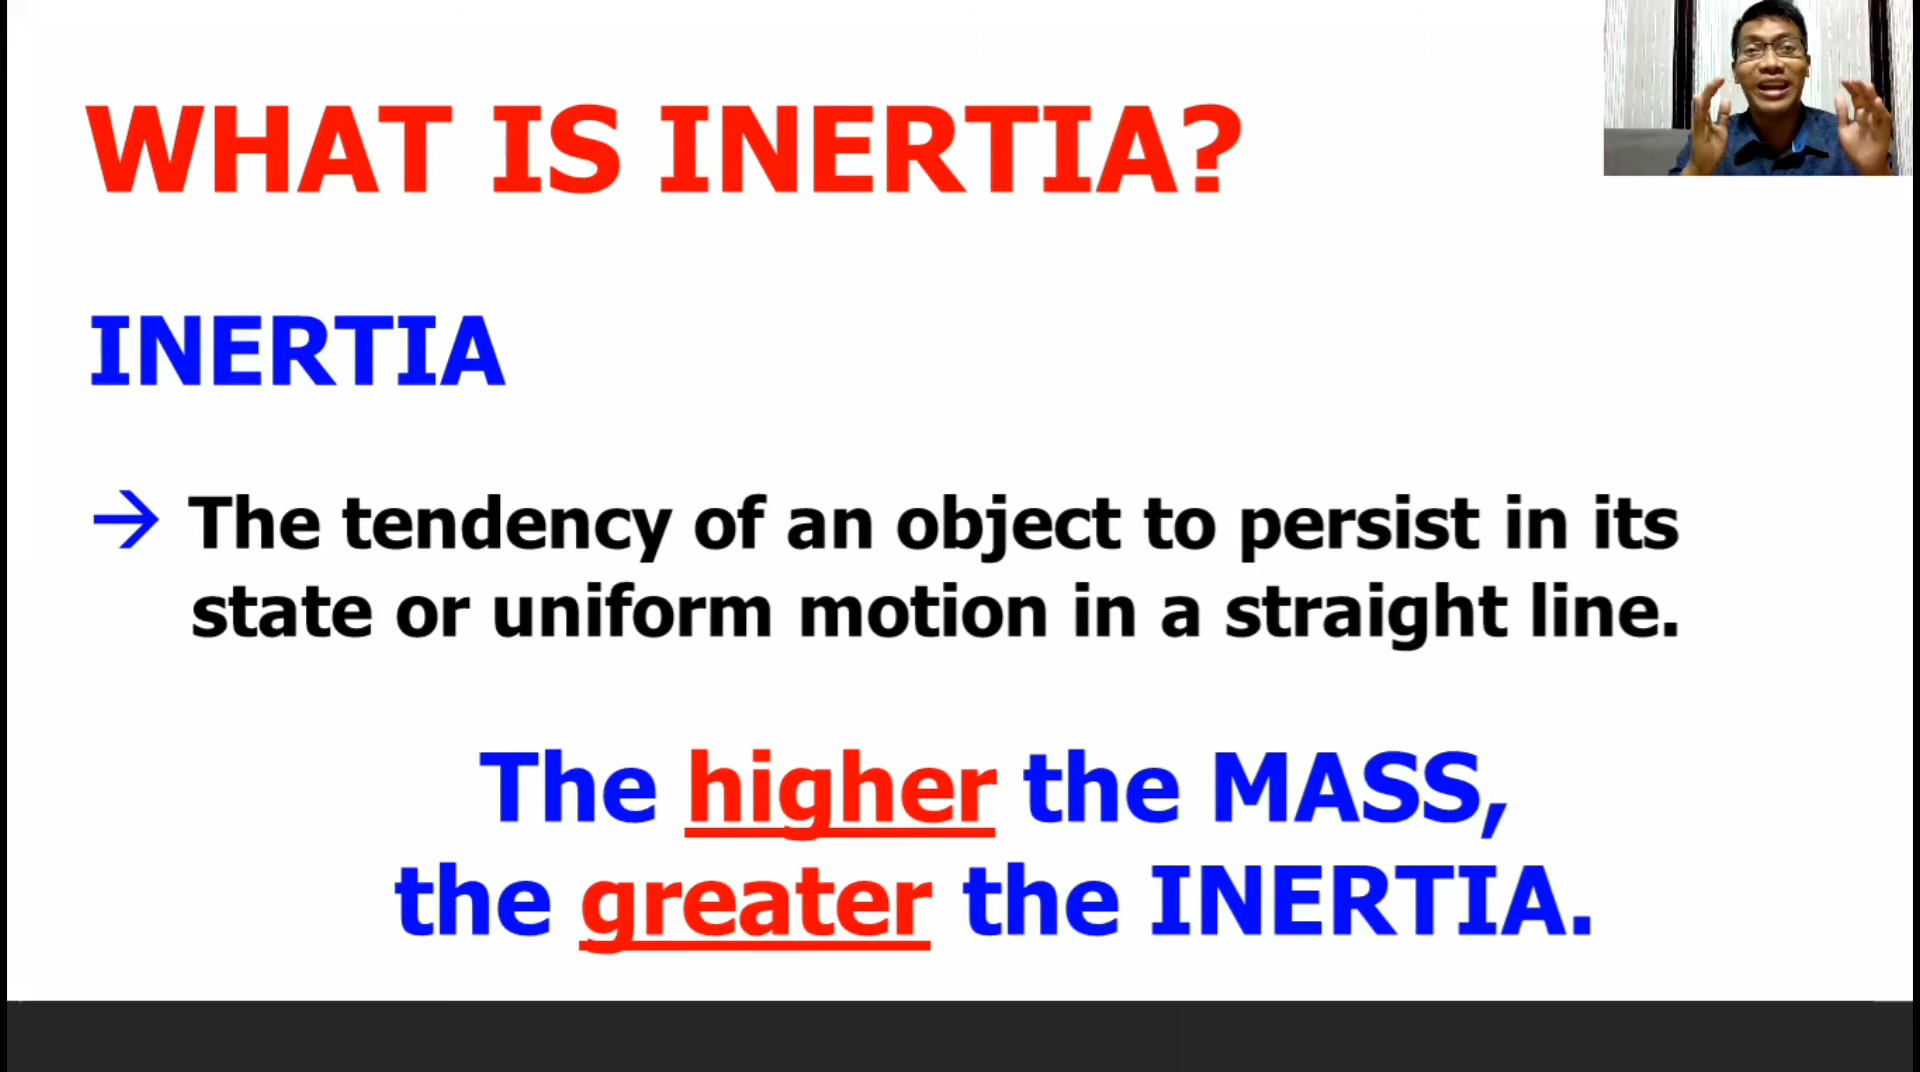 WHAT IS INERTIA?
INERTIA
→ The tendency of an object to persist in its
state or uniform motion in a straight line.
The higher the MASS,
the greater the INERTIA.